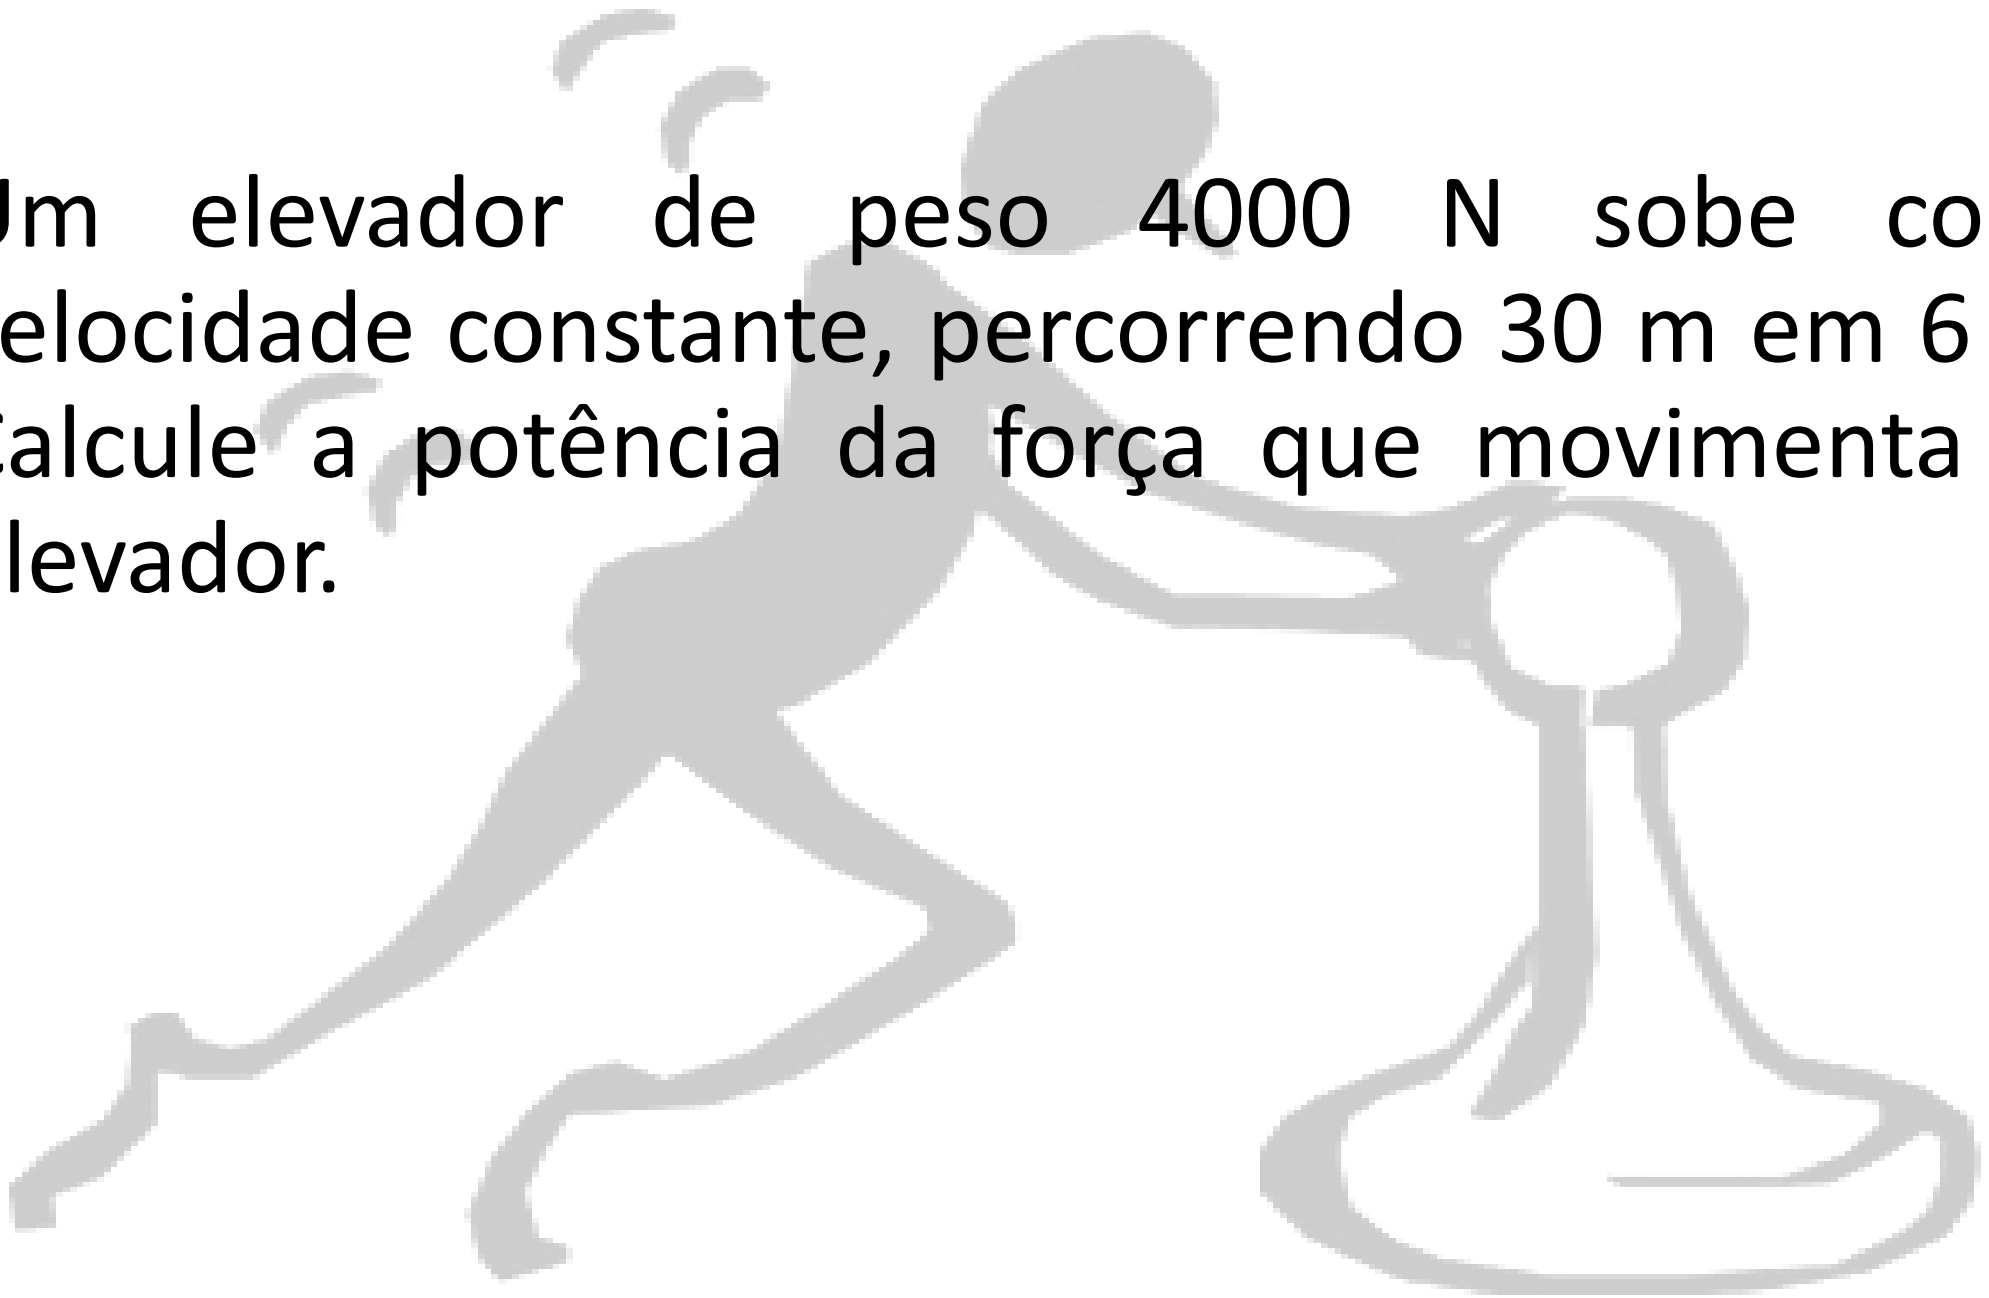 Um elevador de peso 4000 N sobe co
elocidade constante, percorrendo 30 m em 6
Calcule a potência da força que movimenta
levador.